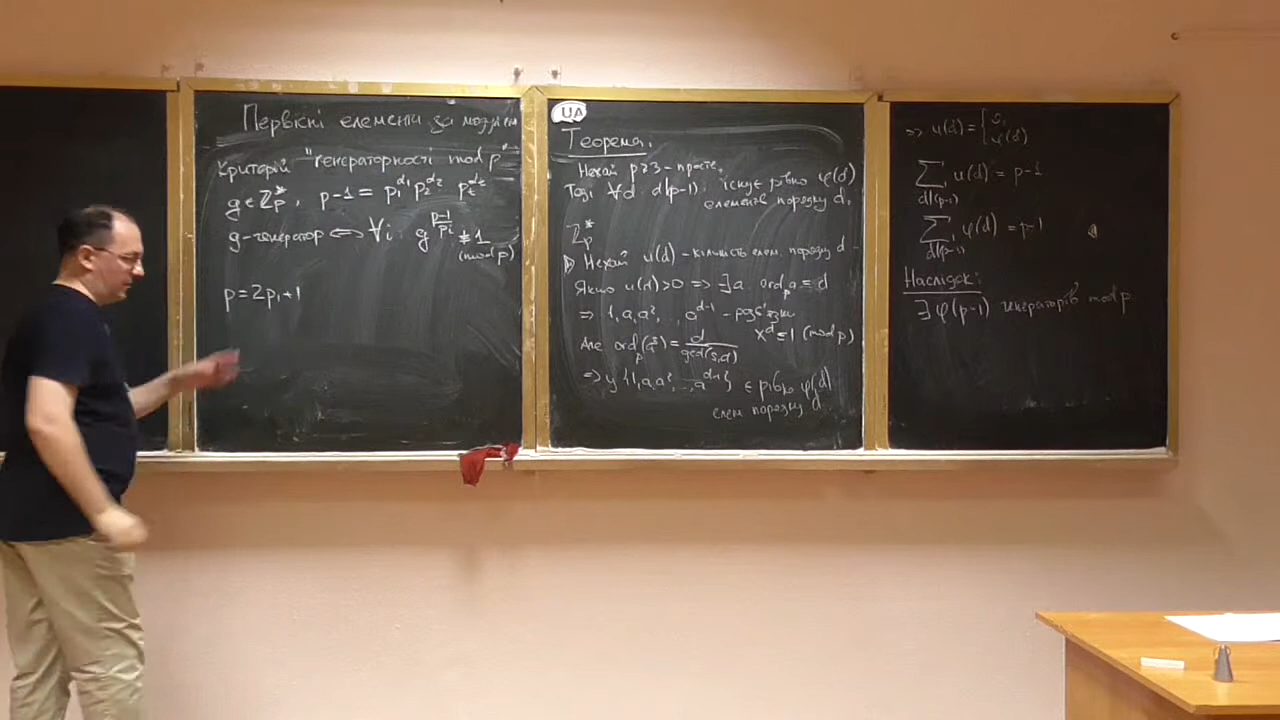 Первісні елементи за модулем
Критерій "генераторності mod p"
g ∈ ℤ*ₚ, p-1 = p₁^α₁ p₂^α₂ pₜ^αₜ
g-генератор ⇔ ∀i: g^((p-1)/pᵢ) ≢ 1
(mod p)
p=2p₁+1
UA
Теорема.
Нехай p≥3 - просте.
Тоді ∀d d|(p-1): існує рівно φ(d)
елементів порядку d.
ℤ*ₚ
▷ Нехай u(d) - кількість елем. порядку d.
Якщо u(d)>0 => ∃a ordₚa = d
=> 1, a, a², ..., a^(d-1) - розв'язки
x^d ≡ 1 (mod p)
Але ordₚ(a^s) = d/gcd(s,d)
=> у {1, a, a², ..., a^(d-1)} є рівно φ(d)
елем порядку d.
=> u(d) = { 0, φ(d)
∑ u(d) = p-1
d|(p-1)
∑ φ(d) = p-1
d|(p-1)
Наслідок:
∃ φ(p-1) генераторів mod p